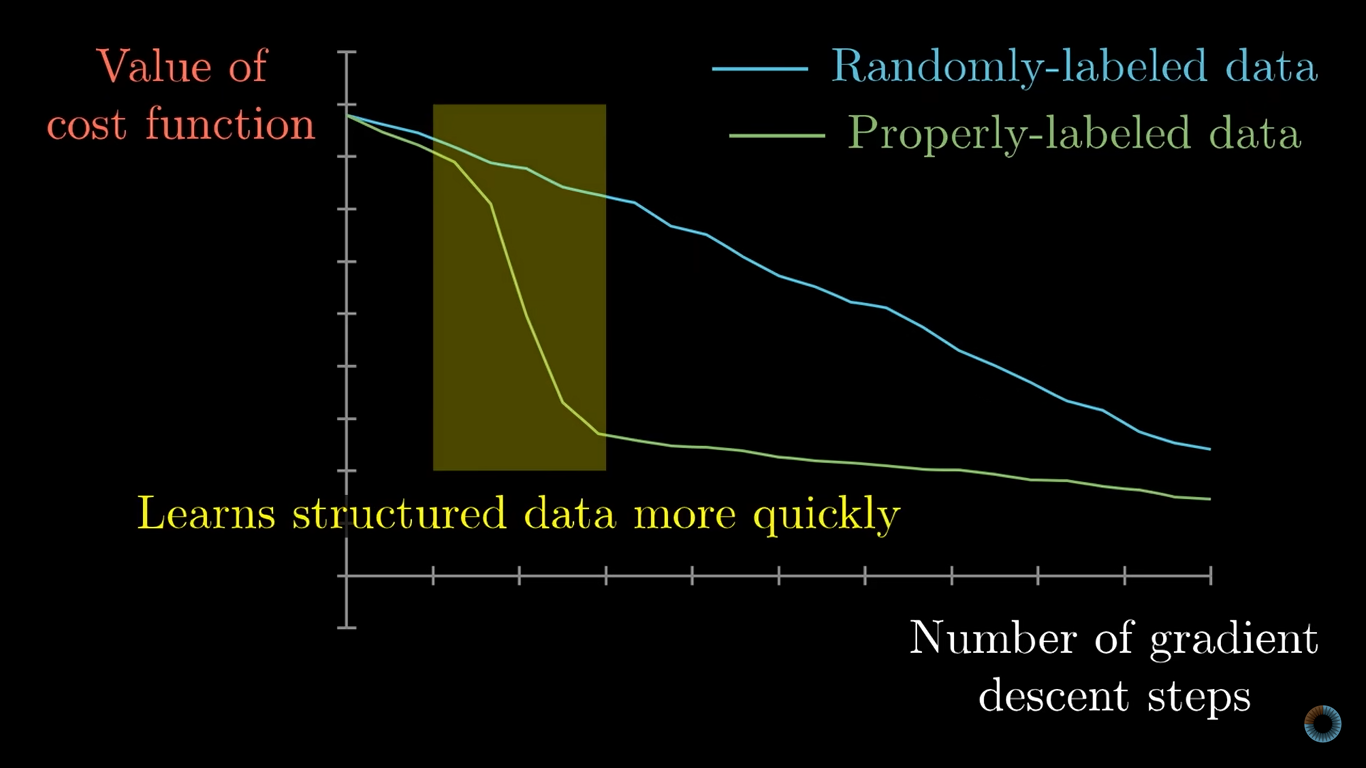 Value of
cost function
Randomly-labeled data
Properly-labeled data
Learns structured data more quickly
Number of gradient
descent steps